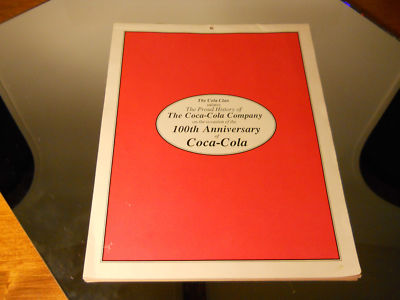 The Cola Clan
salutes
The Proud History of
The Coca-Cola Company
on the occasion of the
100th Anniversary
of
Coca-Cola